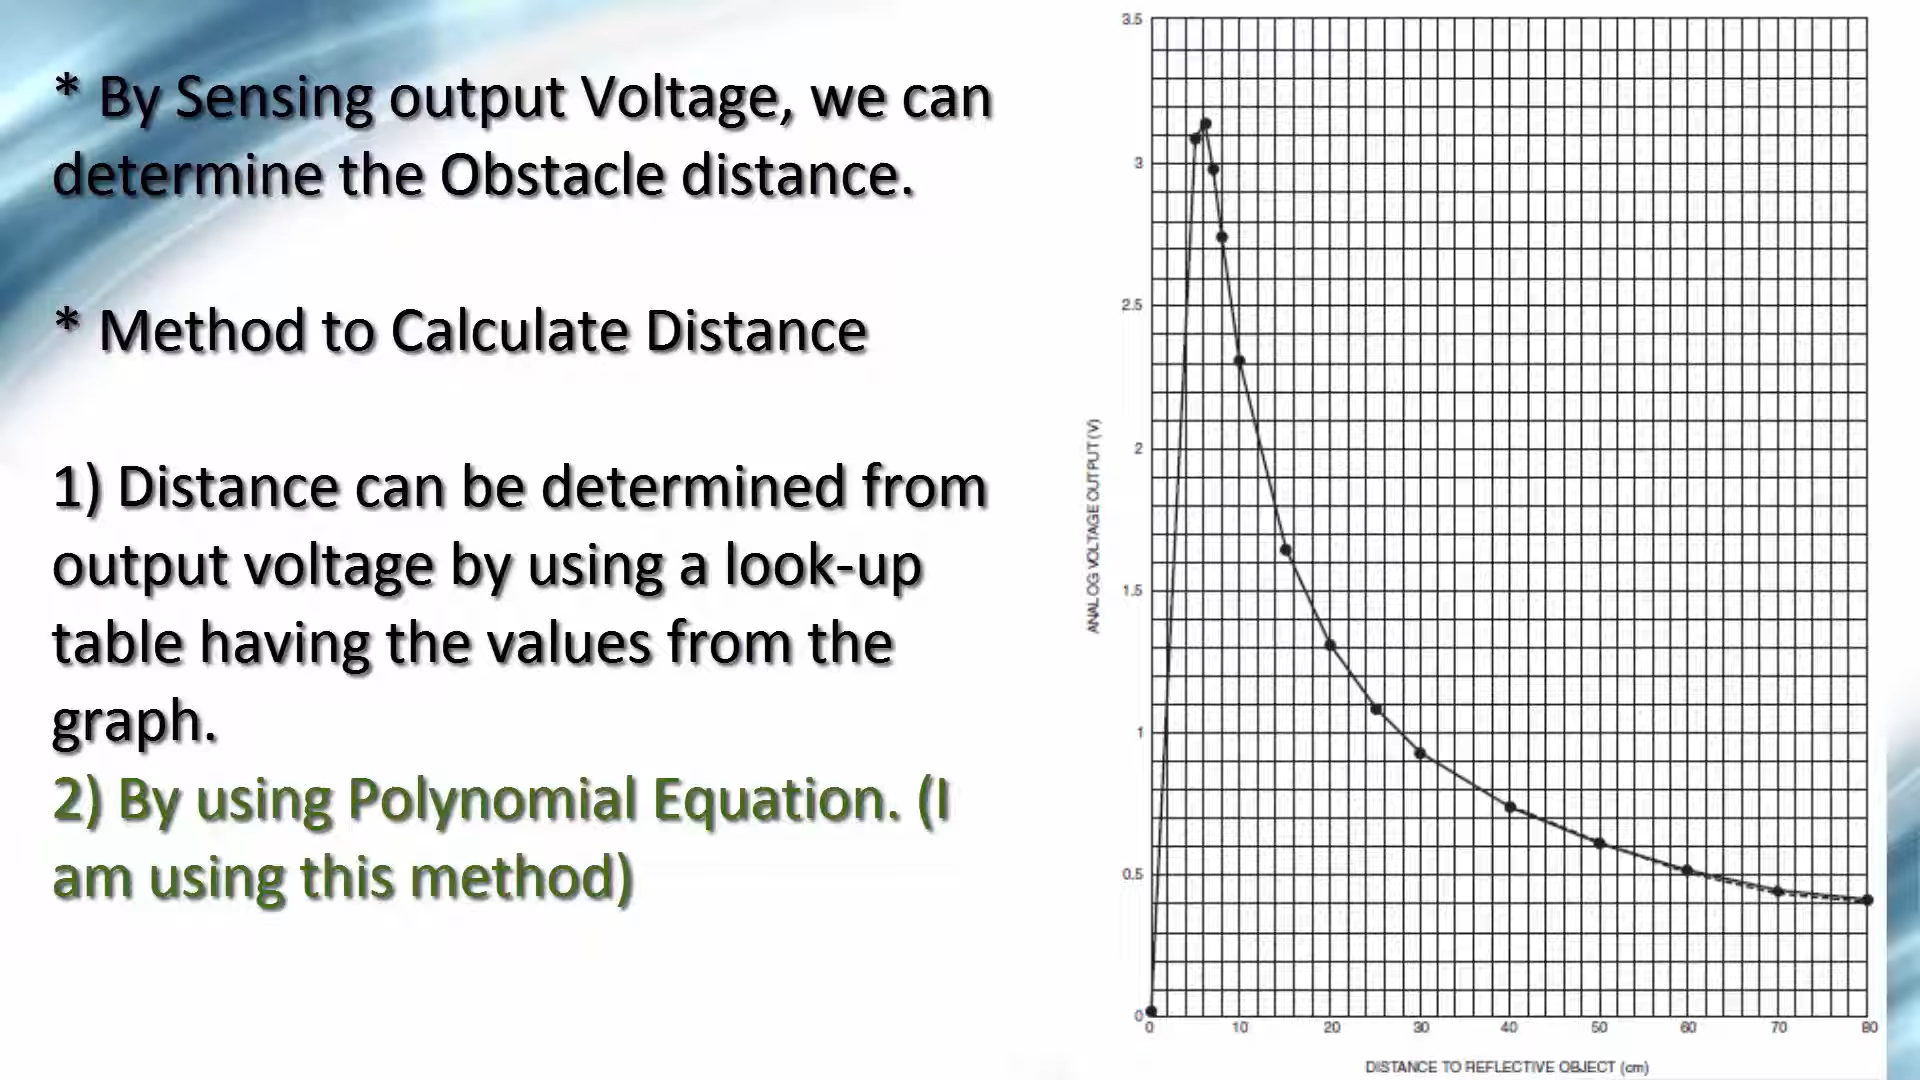 * By Sensing output Voltage, we can
determine the Obstacle distance.
* Method to Calculate Distance
1) Distance can be determined from
output voltage by using a look-up
table having the values from the
graph.
2) By using Polynomial Equation. (I
am using this method)
ANALOG VOLTAGE OUTPUT (V)
3.5
3
2.5
2
1.5
1
0.5
0
0 10 20 30 40 50 60 70 80
DISTANCE TO REFLECTIVE OBJECT (cm)